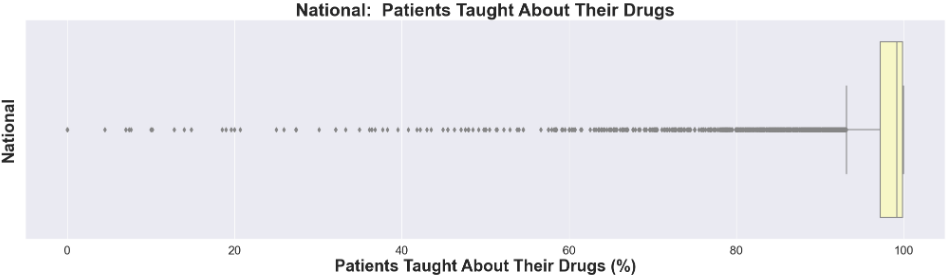 National:  Patients Taught About Their Drugs
National
0 20 40 60 80 100
Patients Taught About Their Drugs (%)